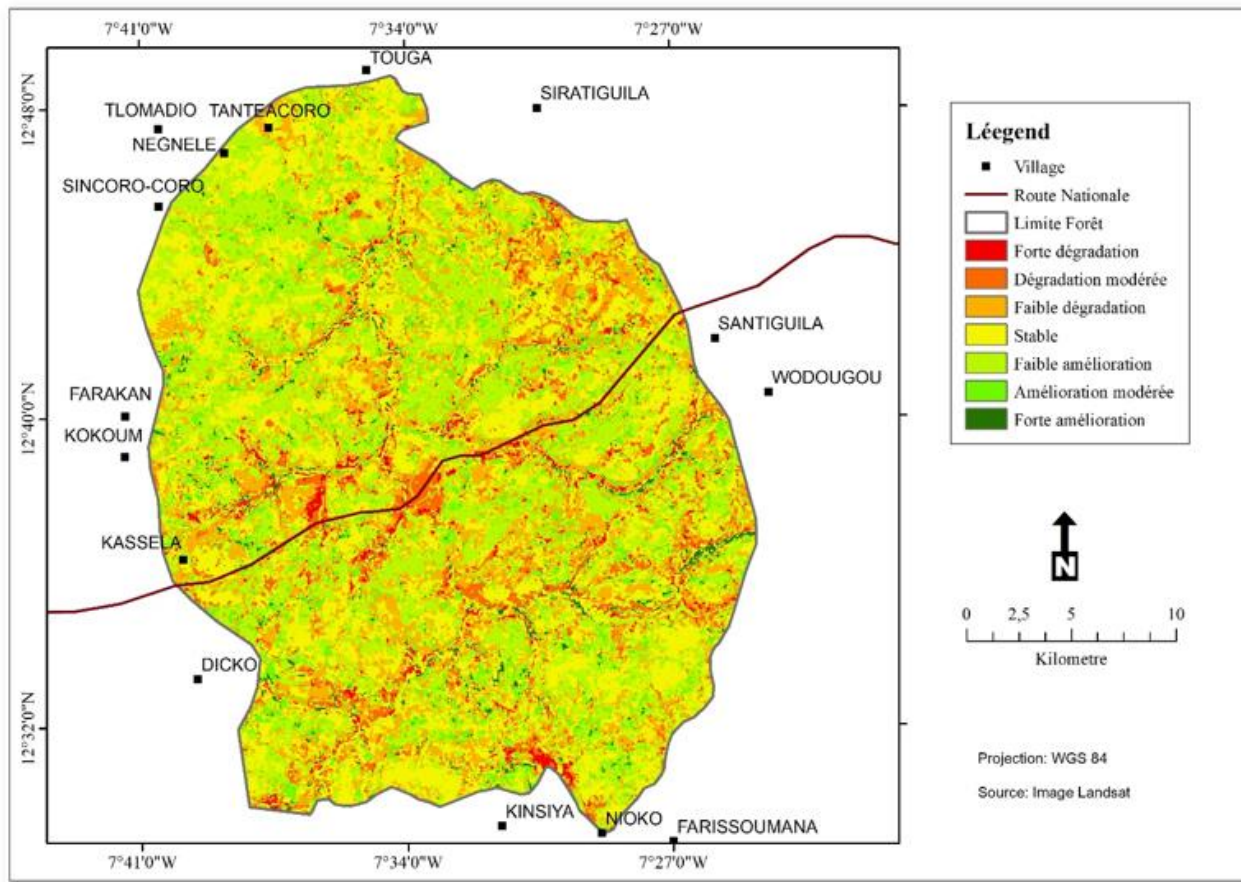 7°41'0"W
7°34'0"W
7°27'0"W
TOUGA
SIRATIGUILA
12°48'0"N
TLOMADIO
TANTEACORO
NEGNELE
SINCORO-CORO
SANTIGUILA
WODOUGOU
FARAKAN
12°40'0"N
KOKOUM
KASSELA
DICKO
12°32'0"N
KINSIYA
NIOKO
FARISSOUMANA
7°41'0"W
7°34'0"W
7°27'0"W
Léegend
Village
Route Nationale
Limite Forêt
Forte dégradation
Dégradation modérée
Faible dégradation
Stable
Faible amélioration
Amélioration modérée
Forte amélioration
N
0 2,5 5 10
Kilometre
Projection: WGS 84
Source: Image Landsat